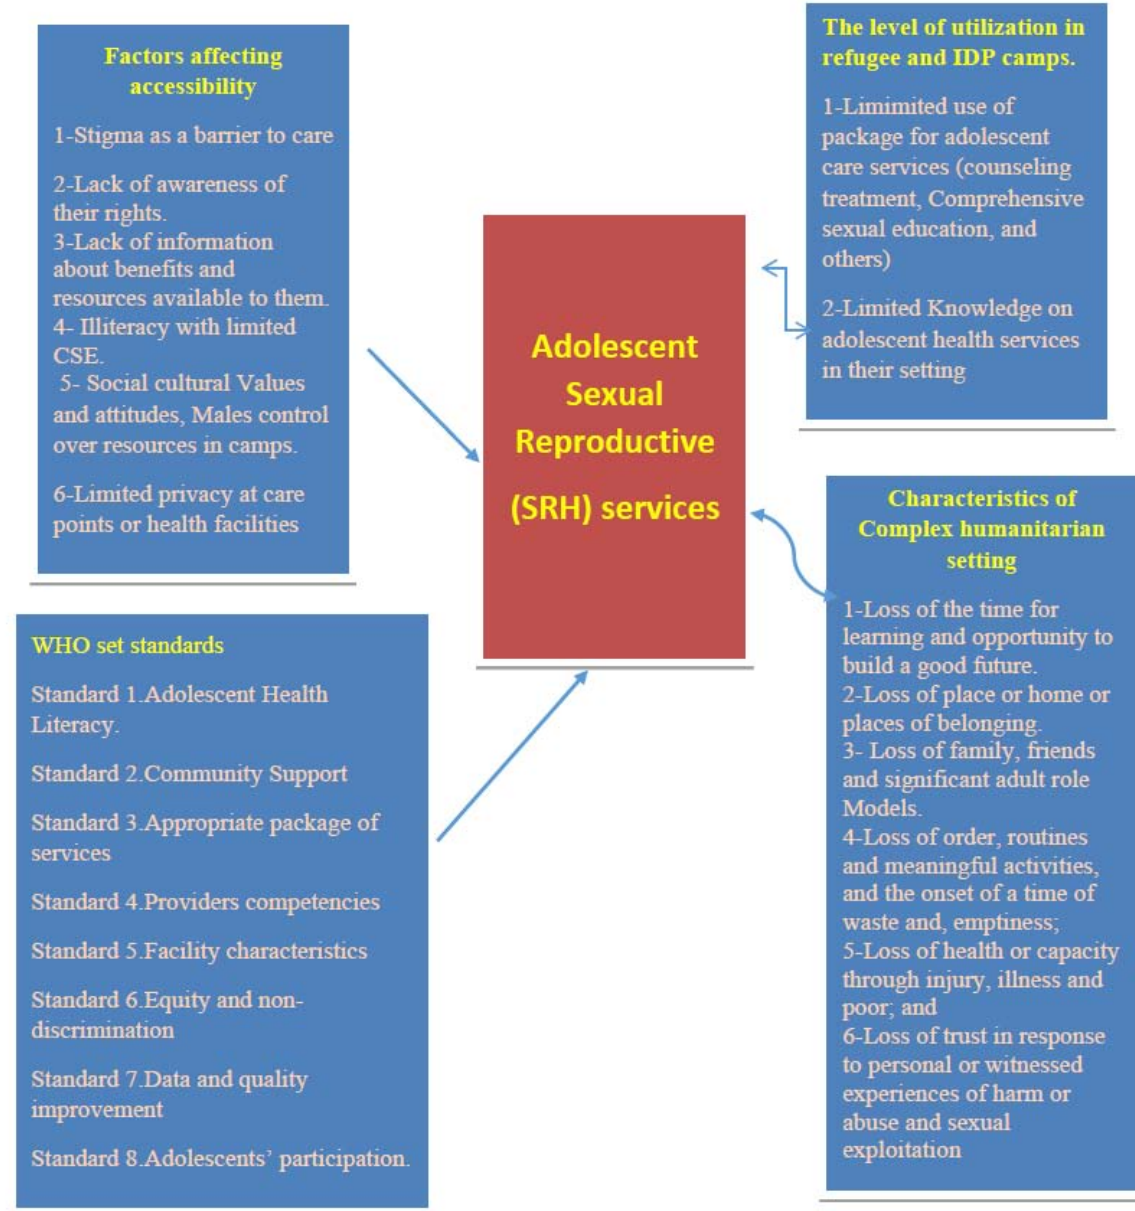 Factors affecting
accessibility
1-Stigma as a barrier to care
2-Lack of awareness of
their rights.
3-Lack of information
about benefits and
resources available to them.
4- Illiteracy with limited
CSE.
5- Social cultural Values
and attitudes, Males control
over resources in camps.
6-Limited privacy at care
points or health facilities
WHO set standards
Standard 1.Adolescent Health
Literacy.
Standard 2.Community Support
Standard 3.Appropriate package of
services
Standard 4.Providers competencies
Standard 5.Facility characteristics
Standard 6.Equity and non-
discrimination
Standard 7.Data and quality
improvement
Standard 8.Adolescents’ participation.
Adolescent
Sexual
Reproductive
(SRH) services
The level of utilization in
refugee and IDP camps.
1-Limimited use of
package for adolescent
care services (counseling
treatment, Comprehensive
sexual education, and
others)
2-Limited Knowledge on
adolescent health services
in their setting
Characteristics of
Complex humanitarian
setting
1-Loss of the time for
learning and opportunity to
build a good future.
2-Loss of place or home or
places of belonging.
3- Loss of family, friends
and significant adult role
Models.
4-Loss of order, routines
and meaningful activities,
and the onset of a time of
waste and, emptiness;
5-Loss of health or capacity
through injury, illness and
poor; and
6-Loss of trust in response
to personal or witnessed
experiences of harm or
abuse and sexual
exploitation